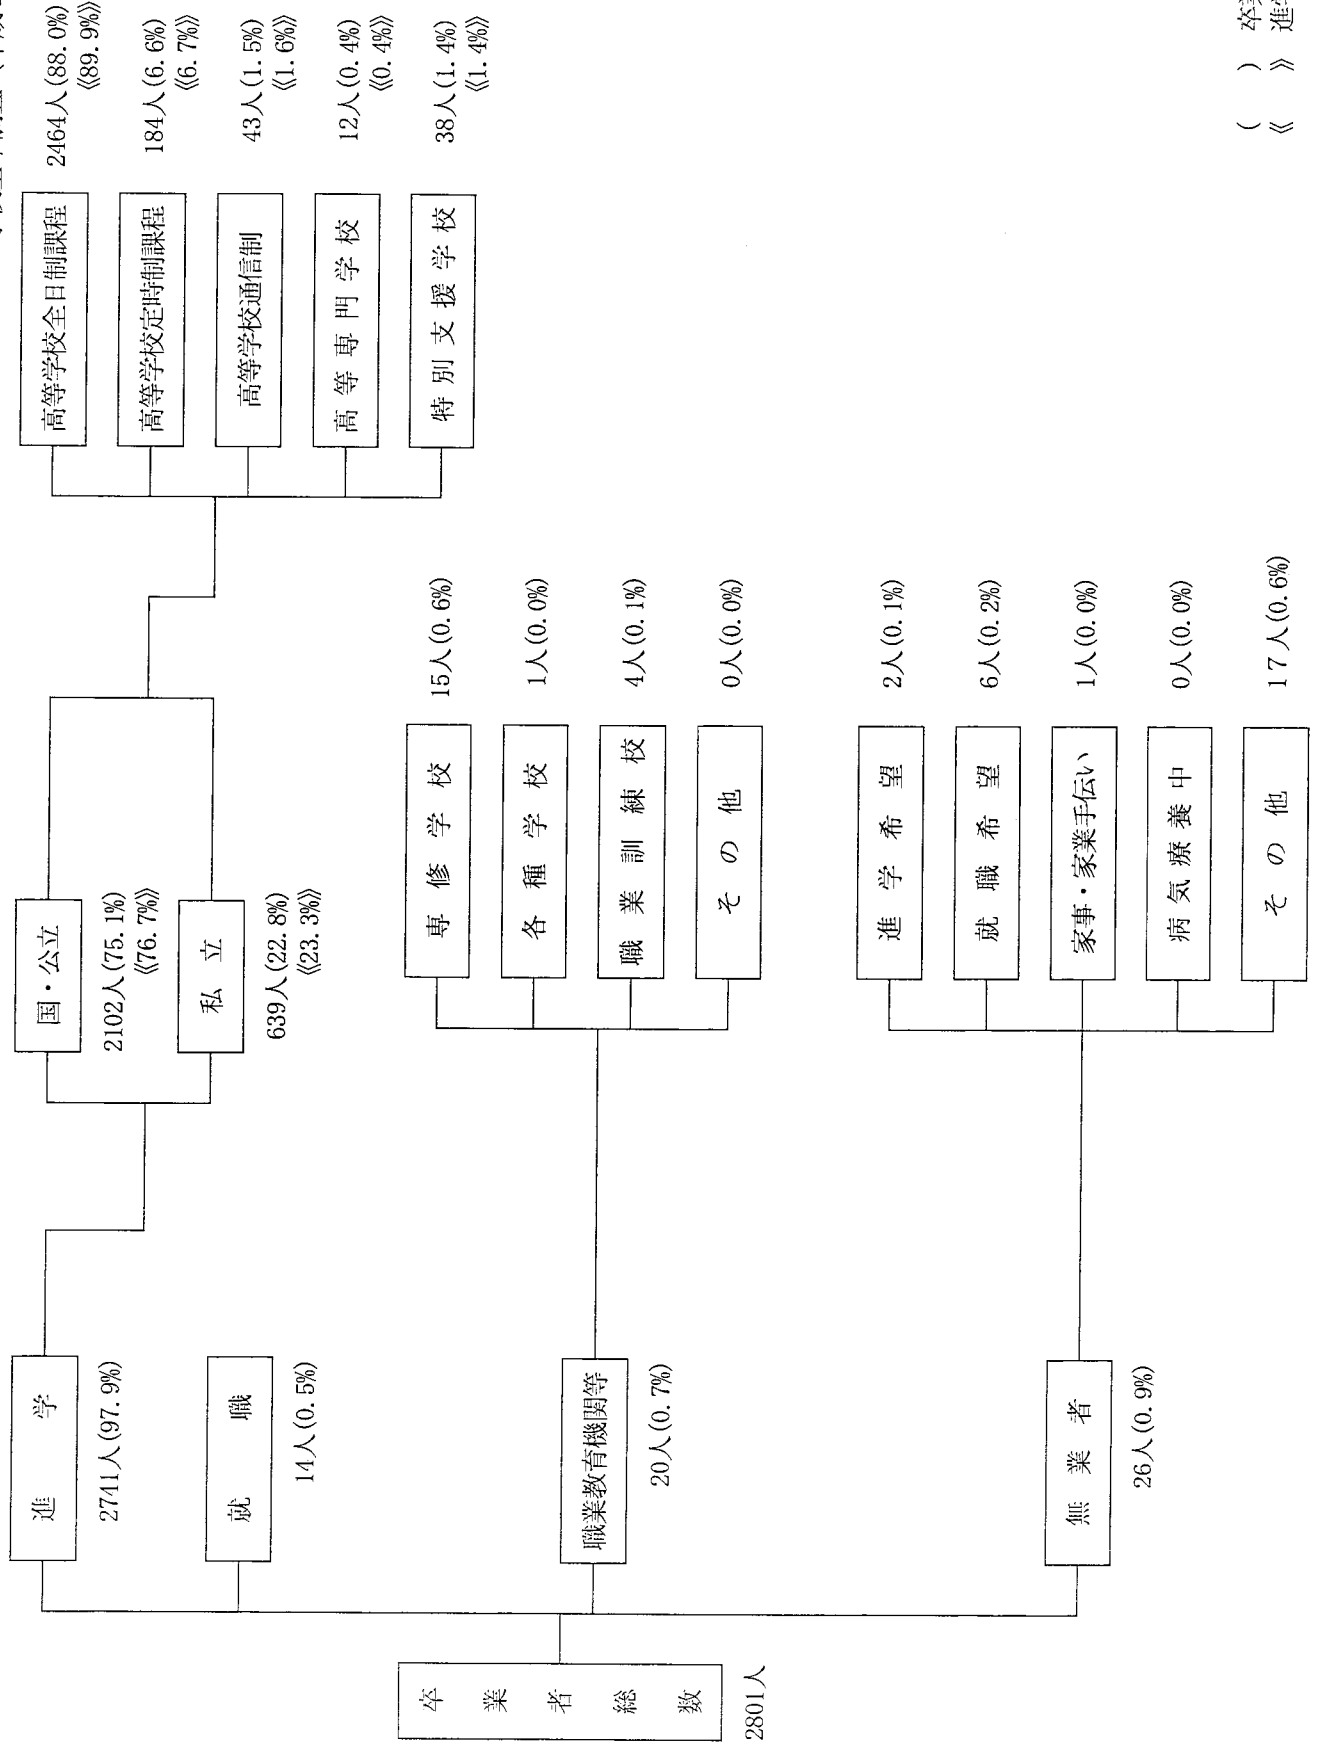 卒業者総数
2801人
進学
2741人(97.9%)
就職
14人(0.5%)
職業教育機関等
20人(0.7%)
無業者
26人(0.9%)
国・公立
2102人(75.1%)
《76.7%》
私立
639人(22.8%)
《23.3%》
高等学校全日制課程
2464人(88.0%)
《89.9%》
高等学校定時制課程
184人(6.6%)
《6.7%》
高等学校通信制
43人(1.5%)
《1.6%》
高等専門学校
12人(0.4%)
《0.4%》
特別支援学校
38人(1.4%)
《1.4%》
専修学校
15人(0.6%)
各種学校
1人(0.0%)
職業訓練校
4人(0.1%)
その他
0人(0.0%)
進学希望
2人(0.1%)
就職希望
6人(0.2%)
家事・家業手伝い
1人(0.0%)
病気療養中
0人(0.0%)
その他
17人(0.6%)
( ) 卒
《 》 進